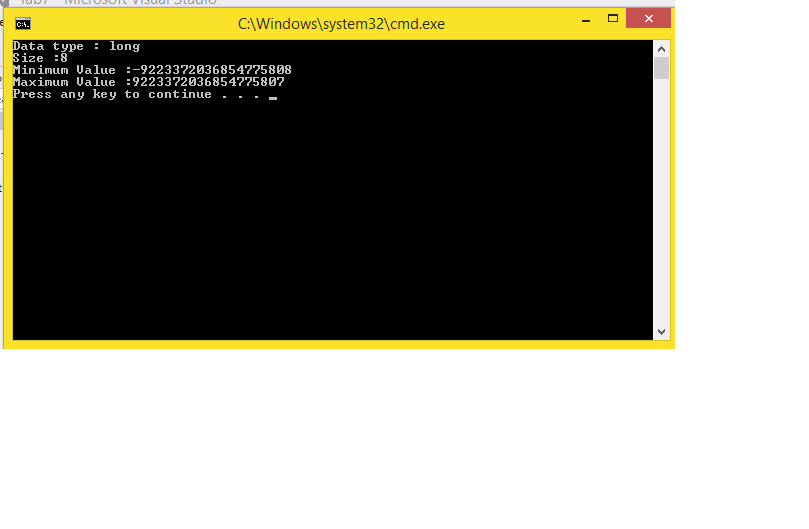 Microsoft Visual Studio
C:\Windows\system32\cmd.exe
Data type : long
Size :8
Minimum Value :-9223372036854775808
Maximum Value :9223372036854775807
Press any key to continue . . .